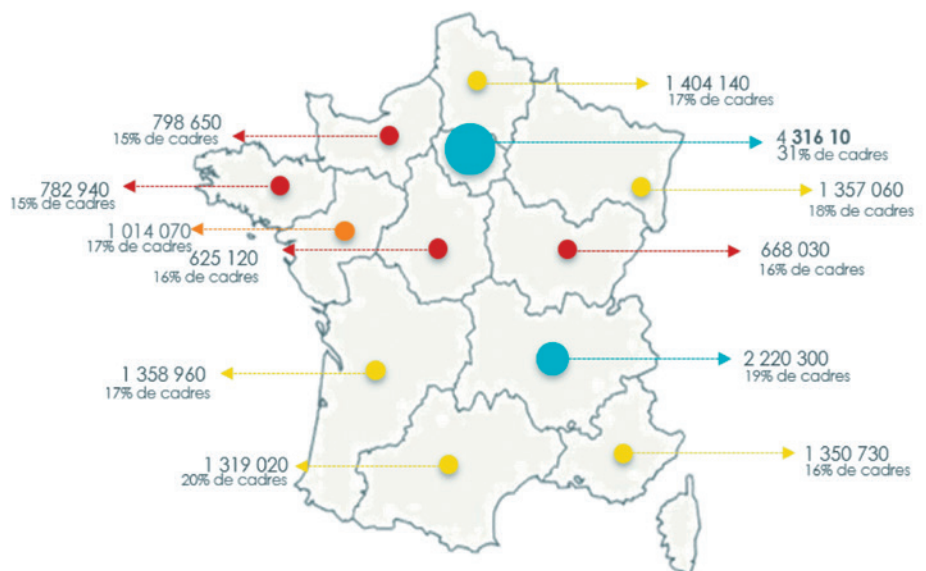 1 404 140
17% de cadres
798 650
15% de cadres
4 316 10
31% de cadres
782 940
15% de cadres
1 357 060
18% de cadres
1 014 070
17% de cadres
625 120
16% de cadres
668 030
16% de cadres
2 220 300
19% de cadres
1 358 960
17% de cadres
1 350 730
16% de cadres
1 319 020
20% de cadres